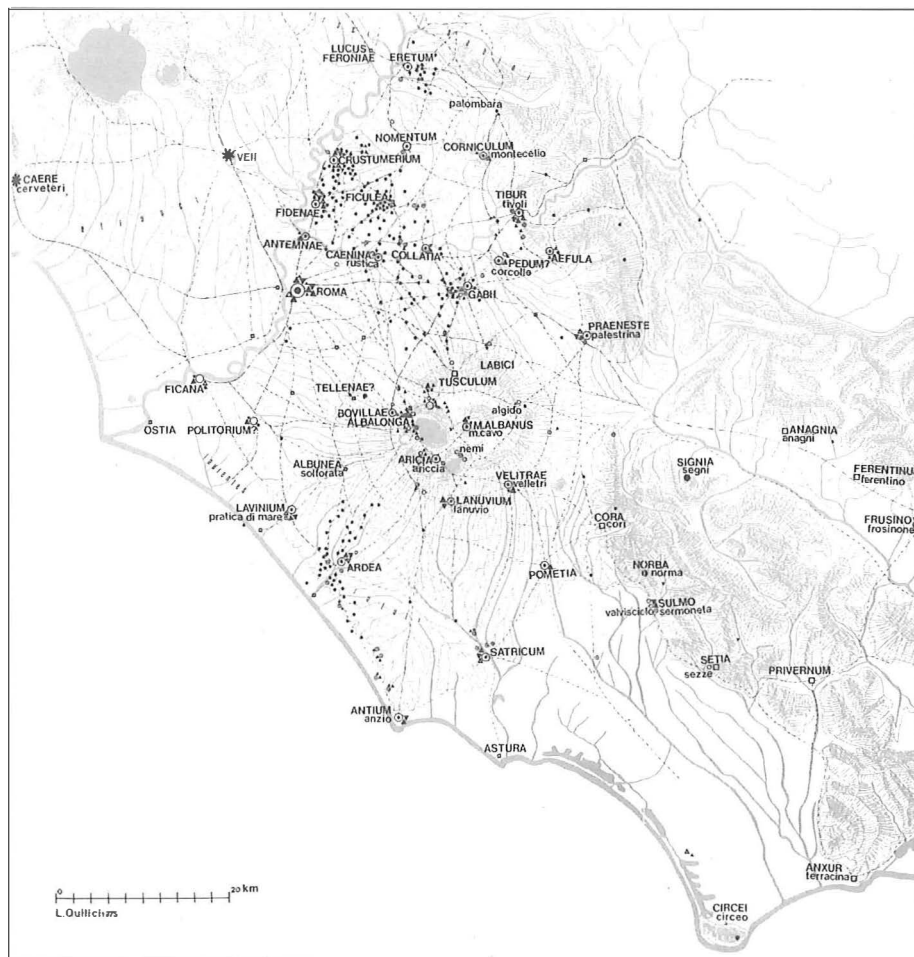 LUCUS
FERONIAE
ERETUM
palombara
NOMENTUM
CORNICULUM
montecelio
VEII
CRUSTUMERIUM
CAERE
cerveteri
FICULEA
TIBUR
tivoli
FIDENAE
ANTEMNAE
CAENINA
rustica
COLLATIA
PEDUM?
corcollo
AEFULA
ROMA
GABII
PRAENESTE
palestrina
LABICI
TUSCULUM
FICANA
TELLENAE?
BOVILLAE
ALBALONGA
algido
OSTIA
POLITORIUM?
M.ALBANUS
m.cavo
ANAGNIA
anagni
nemi
ALBUNEA
solforata
ARICIA
ariccia
SIGNIA
segni
VELITRAE
velletri
FERENTINUM
ferentino
LAVINIUM
pratica di mare
LANUVIUM
lanuvio
CORA
cori
FRUSINO
frosinone
ARDEA
POMETIA
NORBA
norma
SULMO
valvisciolo
sermoneta
SATRICUM
SETIA
sezze
PRIVERNUM
ANTIUM
anzio
ASTURA
ANXUR
terracina
0
20 km
CIRCEI
circeo